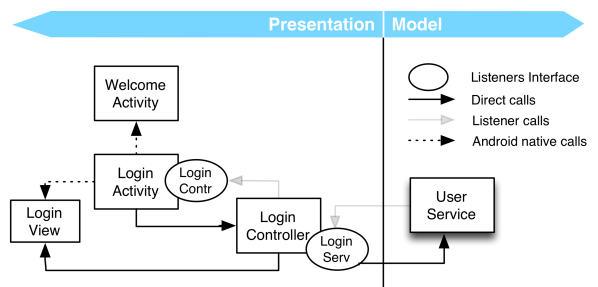 Presentation
Model
Welcome
Activity
Login
Activity
Login
Contr
Login
View
Login
Controller
Login
Serv
User
Service
Listeners Interface
Direct calls
Listener calls
Android native calls